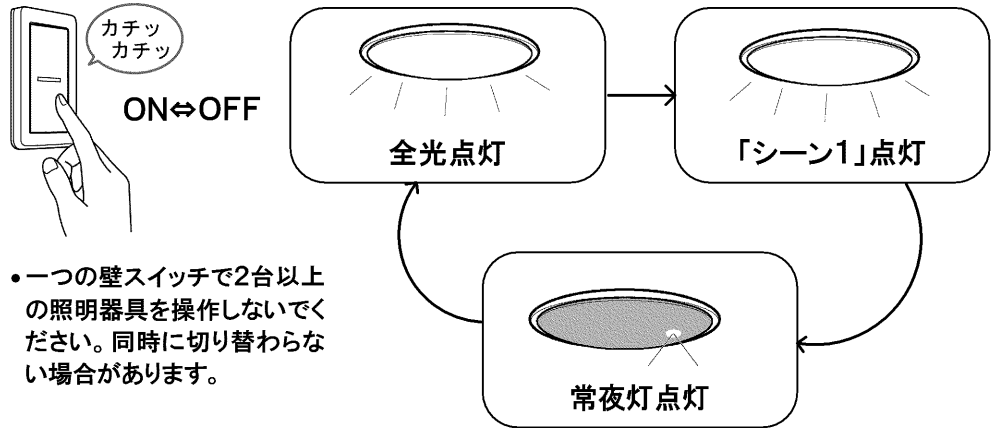 カチッ
カチッ
ON⇔OFF
全光点灯
「シーン1」点灯
常夜灯点灯
•一つの壁スイッチで2台以上
の照明器具を操作しないでく
ださい。同時に切り替わらな
い場合があります。